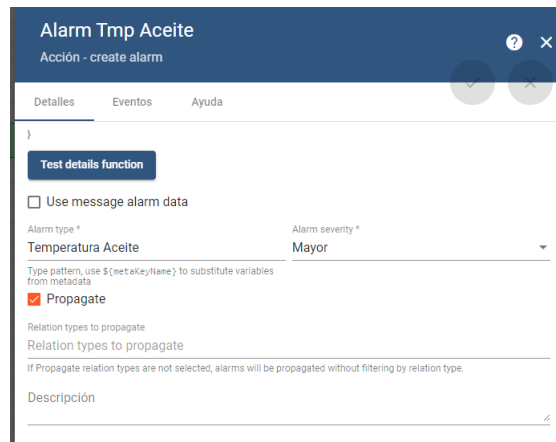 Alarm Tmp Aceite
Acción - create alarm
Detalles Eventos Ayuda
}
Test details function
Use message alarm data
Alarm type * Alarm severity *
Temperatura Aceite Mayor
Type pattern, use ${metaKeyName} to substitute variables
from metadata
Propagate
Relation types to propagate
Relation types to propagate
If Propagate relation types are not selected, alarms will be propagated without filtering by relation type.
Descripción